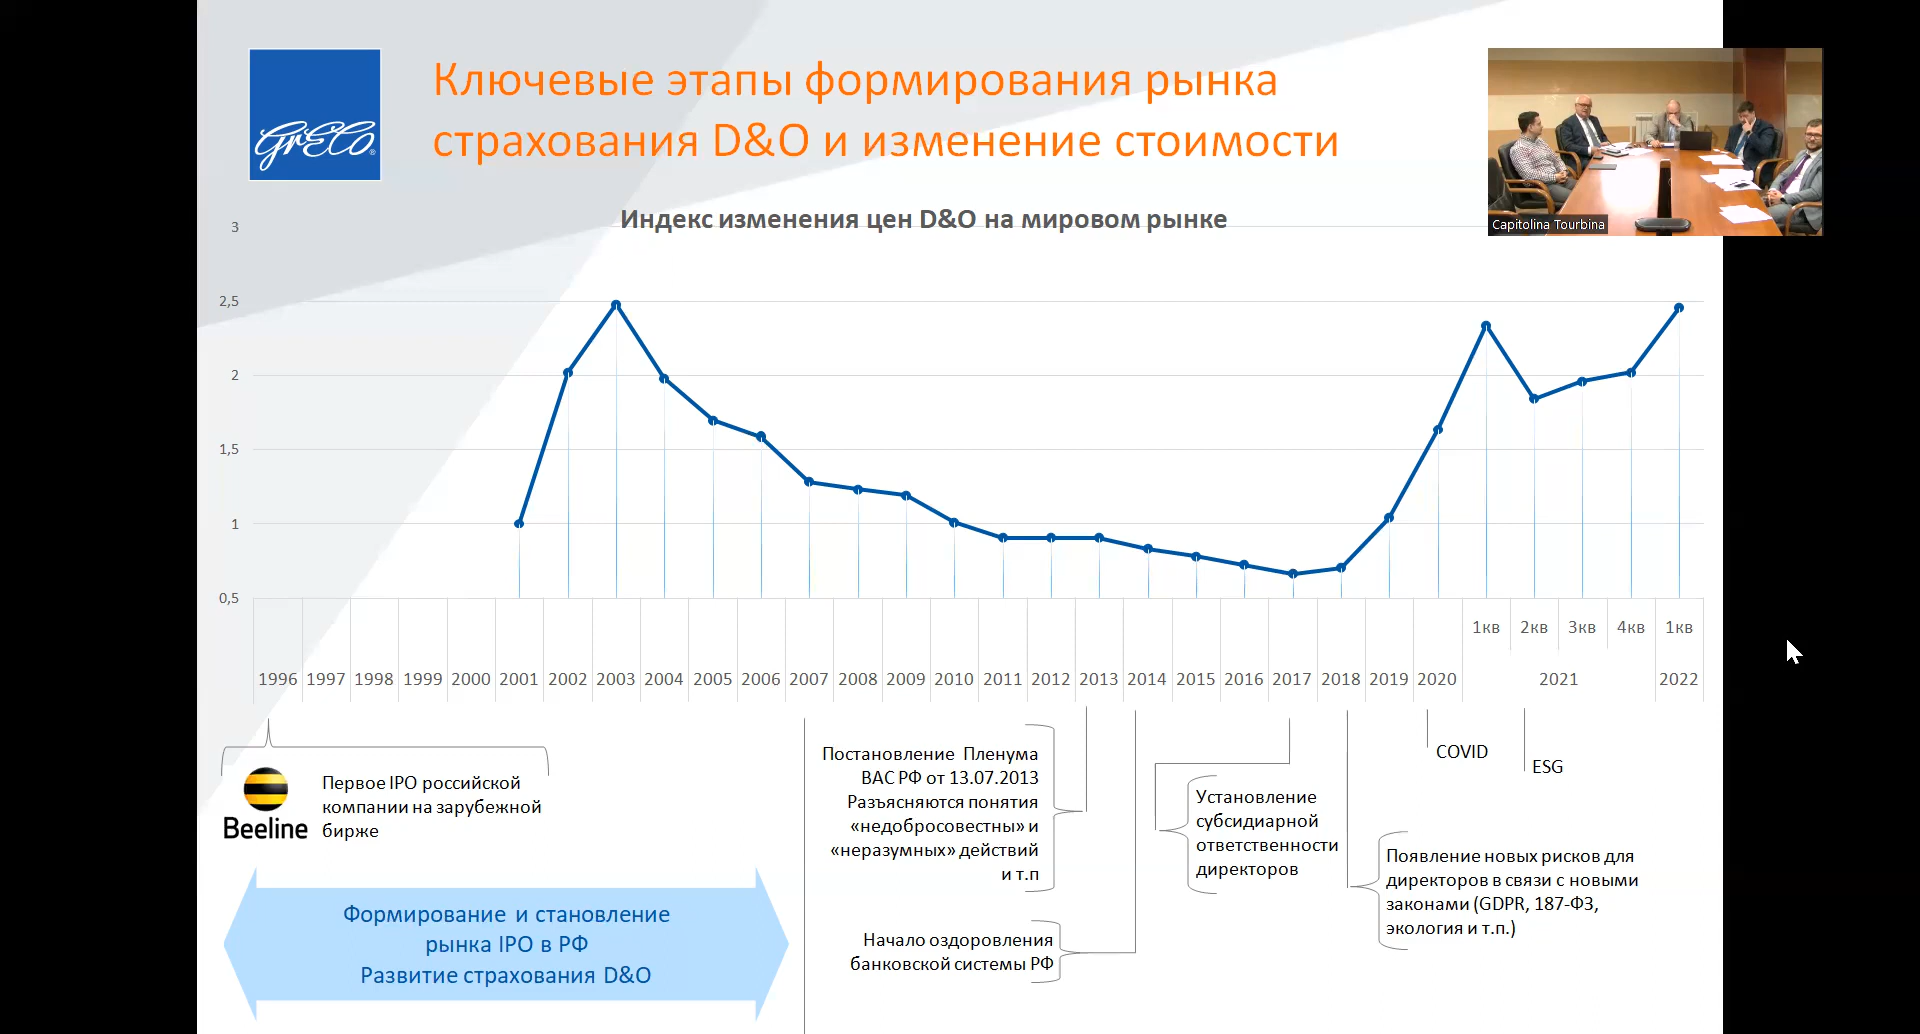 GrECo
Ключевые этапы формирования рынка
страхования D&O и изменение стоимости
Capitolina Tourbina
Индекс изменения цен D&O на мировом рынке
3
2,5
2
1,5
1
0,5
1кв 2кв 3кв 4кв 1кв
1996 1997 1998 1999 2000 2001 2002 2003 2004 2005 2006 2007 2008 2009 2010 2011 2012 2013 2014 2015 2016 2017 2018 2019 2020 2021 2022
Beeline
Первое IPO российской
компании на зарубежной
бирже
Формирование и становление
рынка IPO в РФ
Развитие страхования D&O
Постановление Пленума
ВАС РФ от 13.07.2013
Разъясняются понятия
«недобросовестны» и
«неразумных» действий
и т.п
Начало оздоровления
банковской системы РФ
Установление
субсидиарной
ответственности
директоров
Появление новых рисков для
директоров в связи с новыми
законами (GDPR, 187-ФЗ,
экология и т.п.)
COVID
ESG